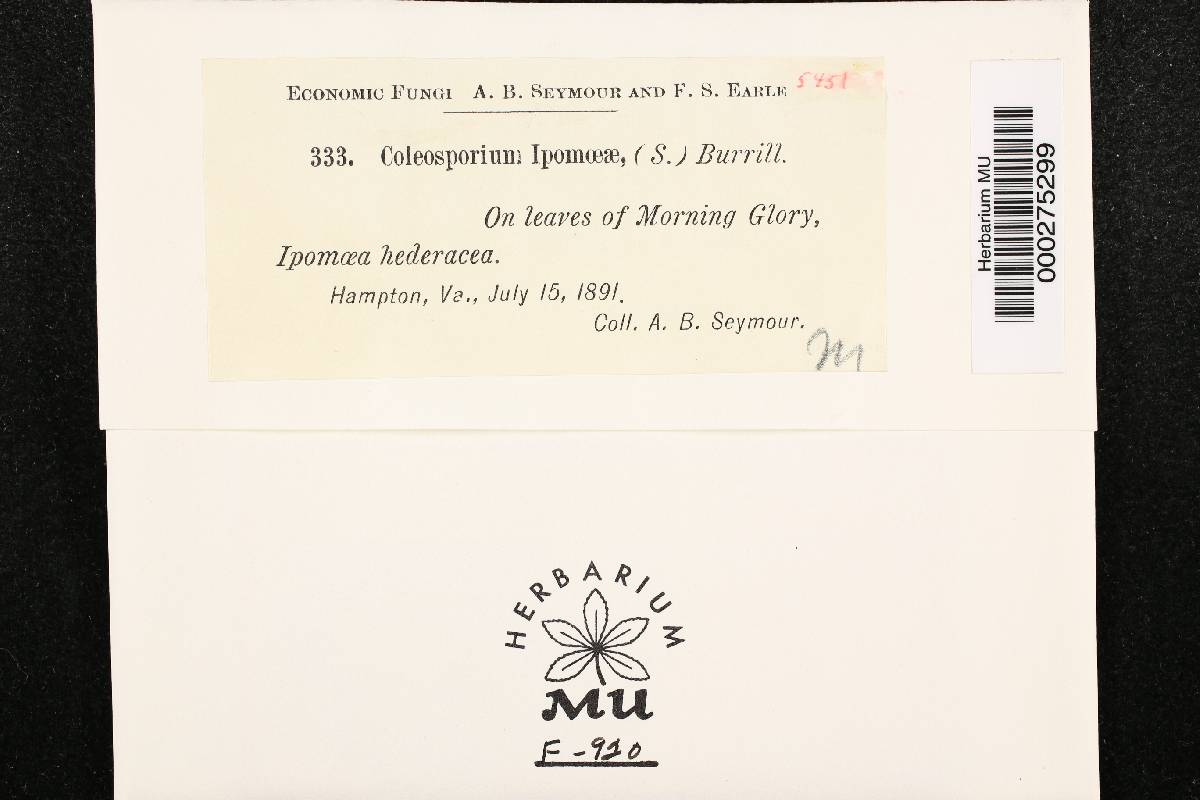 ECONOMIC FUNGI A. B. SEYMOUR AND F. S. EARLE 5451
333. Coleosporium Ipomœæ, (S.) Burrill.
On leaves of Morning Glory,
Ipomœa hederacea.
Hampton, Va., July 15, 1891.
Coll. A. B. Seymour.
M
Herbarium MU
000275299
HERBARIUM
MU
F-910